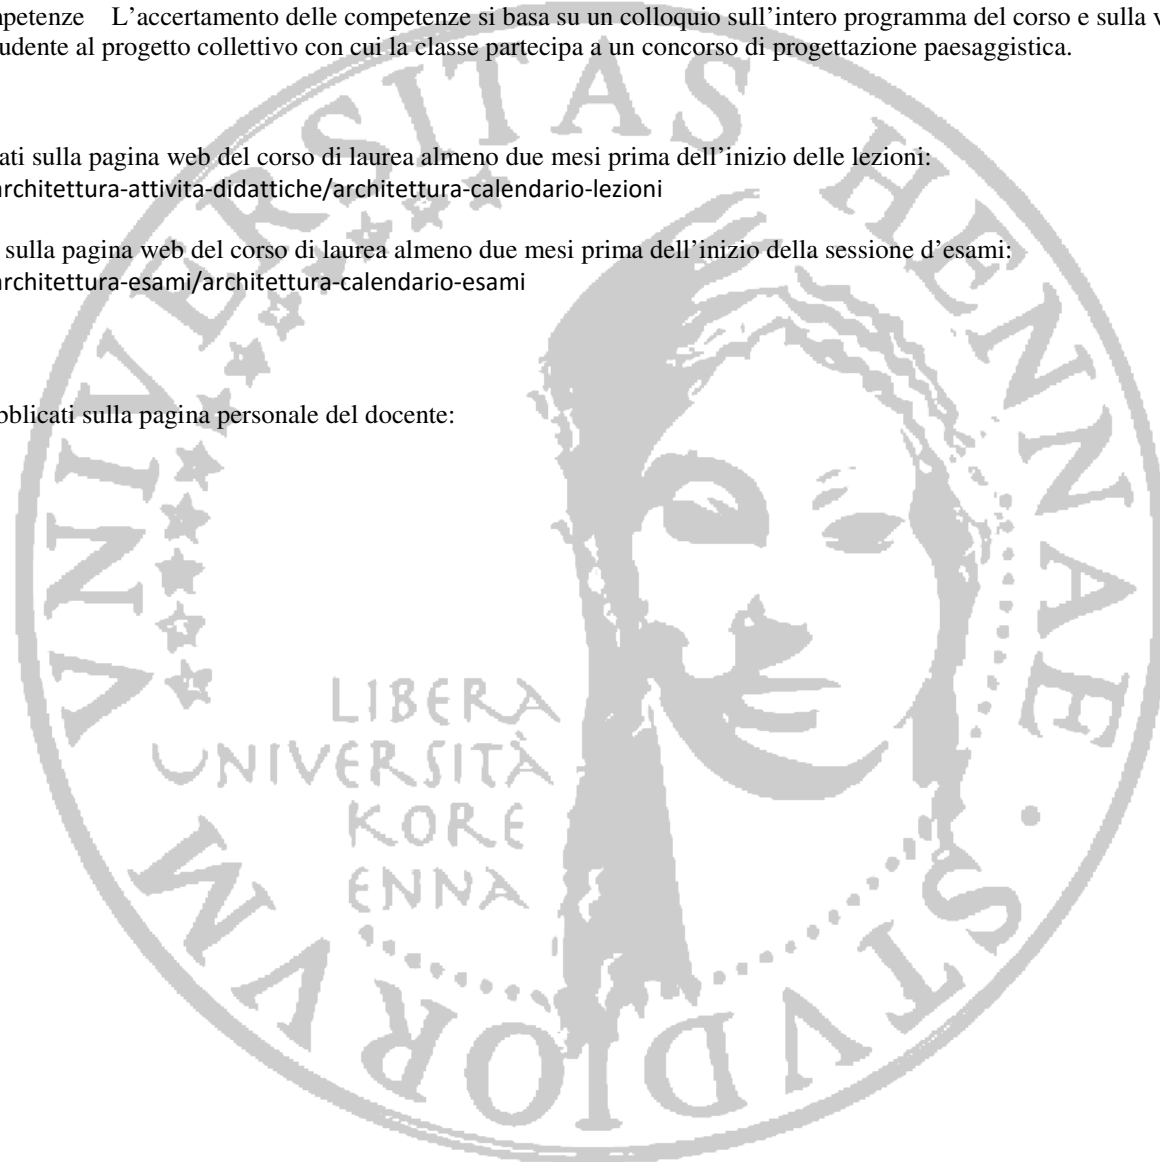 mpetenze L’accertamento delle competenze si basa su un colloquio sull’intero programma del corso e sulla v
udente al progetto collettivo con cui la classe partecipa a un concorso di progettazione paesaggistica.
ati sulla pagina web del corso di laurea almeno due mesi prima dell’inizio delle lezioni:
architettura-attivita-didattiche/architettura-calendario-lezioni
sulla pagina web del corso di laurea almeno due mesi prima dell’inizio della sessione d’esami:
architettura-esami/architettura-calendario-esami
bblicati sulla pagina personale del docente:
VNIVERSITAS HENNAE · STVDIORVM
LIBERA
UNIVERSITÀ
KORE
ENNA